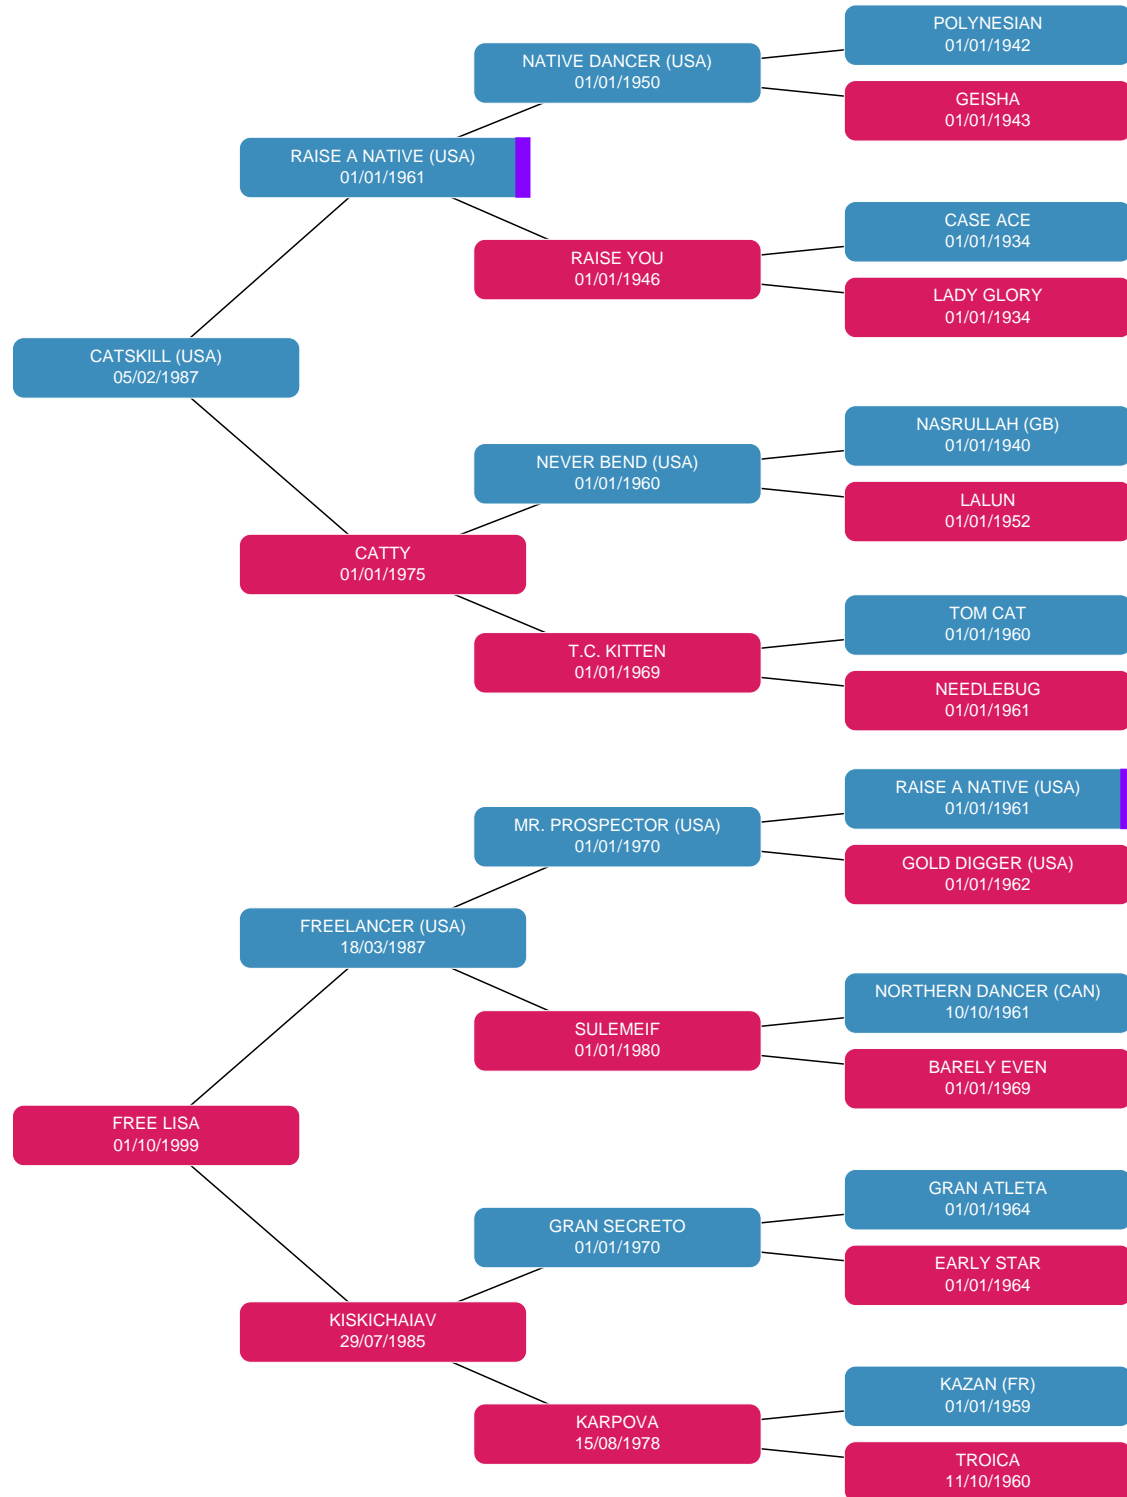 POLYNESIAN
01/01/1942
NATIVE DANCER (USA)
01/01/1950
GEISHA
01/01/1943
RAISE A NATIVE (USA)
01/01/1961
CASE ACE
01/01/1934
RAISE YOU
01/01/1946
LADY GLORY
01/01/1934
CATSKILL (USA)
05/02/1987
NASRULLAH (GB)
01/01/1940
NEVER BEND (USA)
01/01/1960
LALUN
01/01/1952
CATTY
01/01/1975
TOM CAT
01/01/1960
T.C. KITTEN
01/01/1969
NEEDLEBUG
01/01/1961
RAISE A NATIVE (USA)
01/01/1961
MR. PROSPECTOR (USA)
01/01/1970
GOLD DIGGER (USA)
01/01/1962
FREELANCER (USA)
18/03/1987
NORTHERN DANCER (CAN)
10/10/1961
SULEMEIF
01/01/1980
BARELY EVEN
01/01/1969
FREE LISA
01/10/1999
GRAN ATLETA
01/01/1964
GRAN SECRETO
01/01/1970
EARLY STAR
01/01/1964
KISKICHAIAV
29/07/1985
KAZAN (FR)
01/01/1959
KARPOVA
15/08/1978
TROICA
11/10/1960